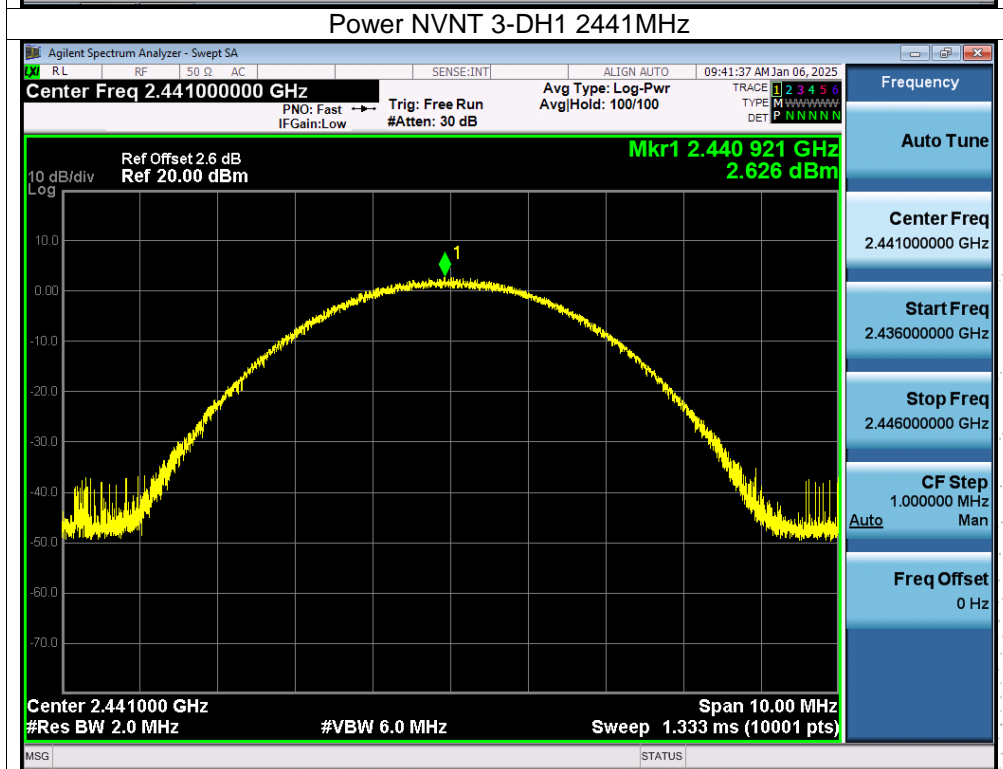 Power NVNT 3-DH1 2441MHz
Agilent Spectrum Analyzer - Swept SA
LXI RL RF 50 Ω AC SENSE:INT ALIGN AUTO 09:41:37 AM Jan 06, 2025
Center Freq 2.441000000 GHz
PNO: Fast
IFGain:Low
Trig: Free Run
#Atten: 30 dB
Avg Type: Log-Pwr
Avg|Hold: 100/100
TRACE 1 2 3 4 5 6
TYPE M WWWWW
DET P N N N N N
Ref Offset 2.6 dB
Ref 20.00 dBm
10 dB/div
Log
Mkr1 2.440 921 GHz
2.626 dBm
1
10.0
0.00
-10.0
-20.0
-30.0
-40.0
-50.0
-60.0
-70.0
Center 2.441000 GHz
Span 10.00 MHz
#Res BW 2.0 MHz
#VBW 6.0 MHz
Sweep 1.333 ms (10001 pts)
MSG
STATUS
Frequency
Auto Tune
Center Freq
2.441000000 GHz
Start Freq
2.436000000 GHz
Stop Freq
2.446000000 GHz
CF Step
1.000000 MHz
Auto Man
Freq Offset
0 Hz